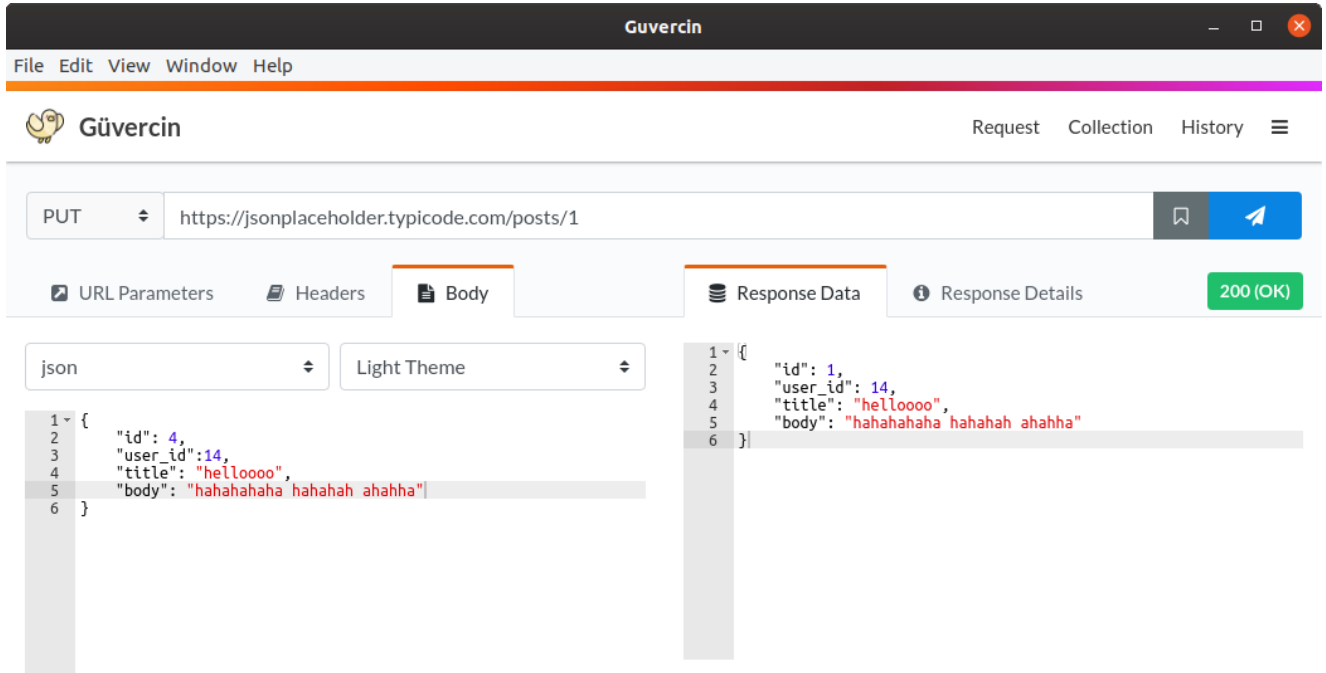 Guvercin
File Edit View Window Help
Güvercin
Request Collection History
PUT https://jsonplaceholder.typicode.com/posts/1
URL Parameters Headers Body
json Light Theme
1 {
2 "id": 4,
3 "user_id":14,
4 "title": "helloooo",
5 "body": "hahahahaha hahahah ahahha"
6 }
Response Data Response Details 200 (OK)
1 {
2 "id": 1,
3 "user_id": 14,
4 "title": "helloooo",
5 "body": "hahahahaha hahahah ahahha"
6 }